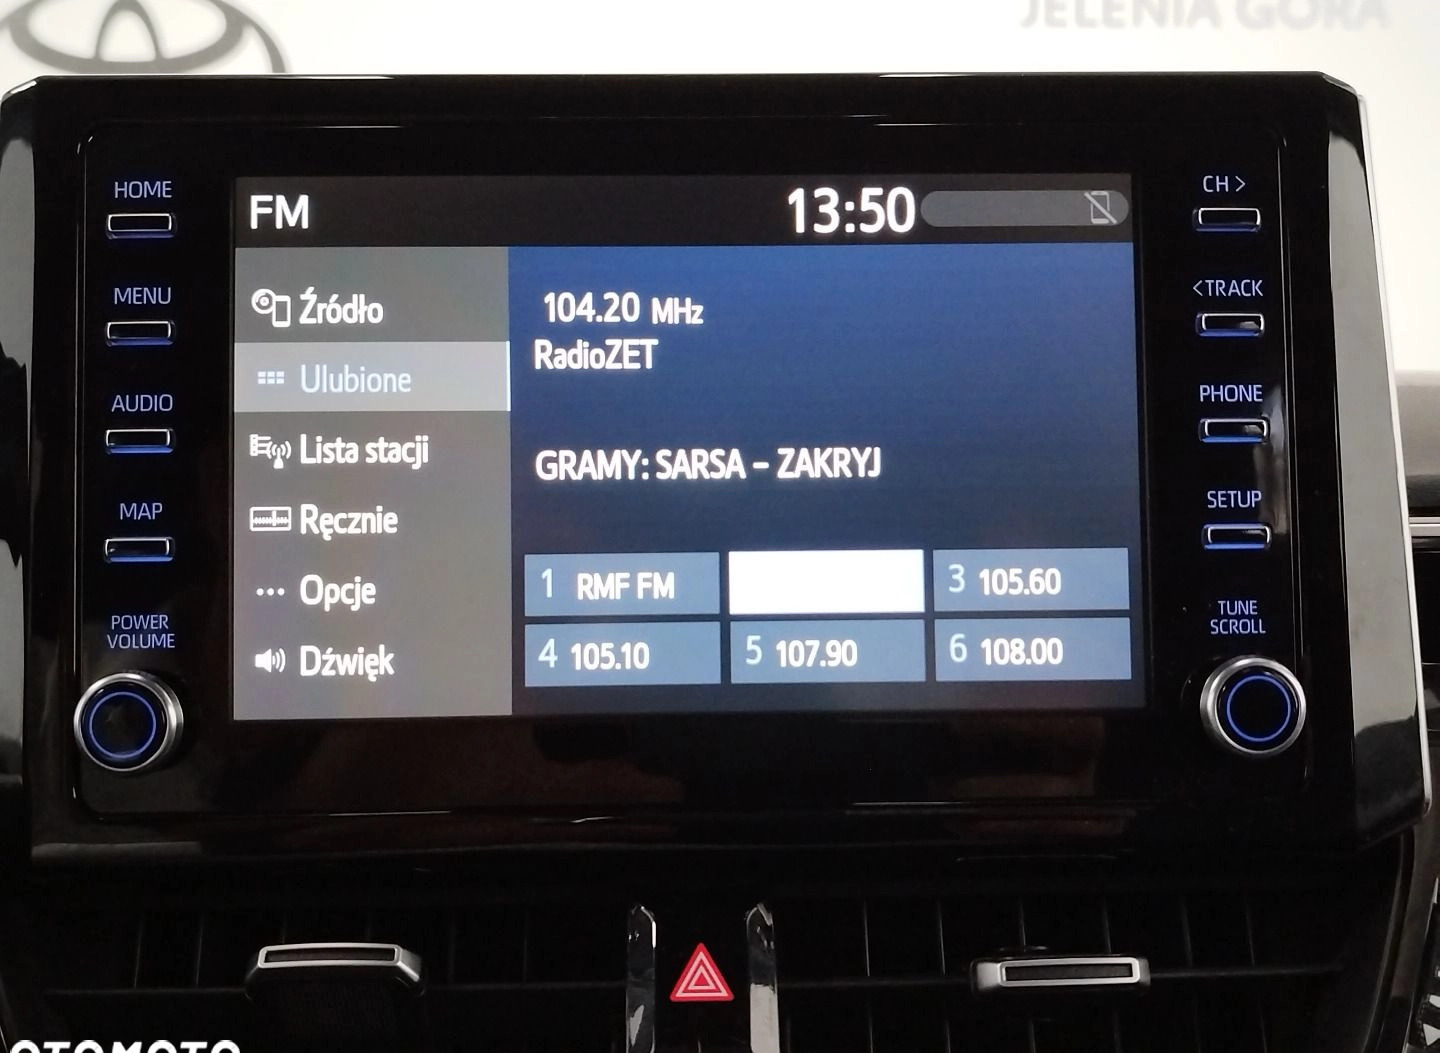 JELENIA GÓRA
HOME
MENU
AUDIO
MAP
POWER
VOLUME
FM
13:50
Źródło
Ulubione
Lista stacji
Ręcznie
Opcje
Dźwięk
104.20 MHz
RadioZET
GRAMY: SARSA – ZAKRYJ
1 RMF FM
3 105.60
4 105.10
5 107.90
6 108.00
CH >
<TRACK
PHONE
SETUP
TUNE
SCROLL
OTOMOTO